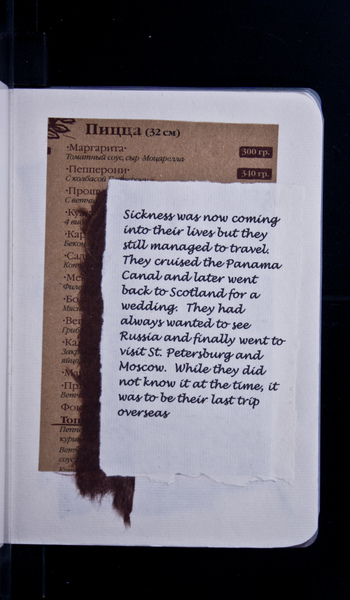 Пицца (32 см)
·Маргарита·
Томатный соус, сыр Моцарелла
300 гр.
·Пепперони·
С колбасой
340 гр.
С
Sickness was now coming
into their lives but they
still managed to travel.
They cruised the Panama
Canal and later went
back to Scotland for a
wedding. They had
always wanted to see
Russia and finally went to
visit St. Petersburg and
Moscow. While they did
not know it at the time, it
was to be their last trip
overseas